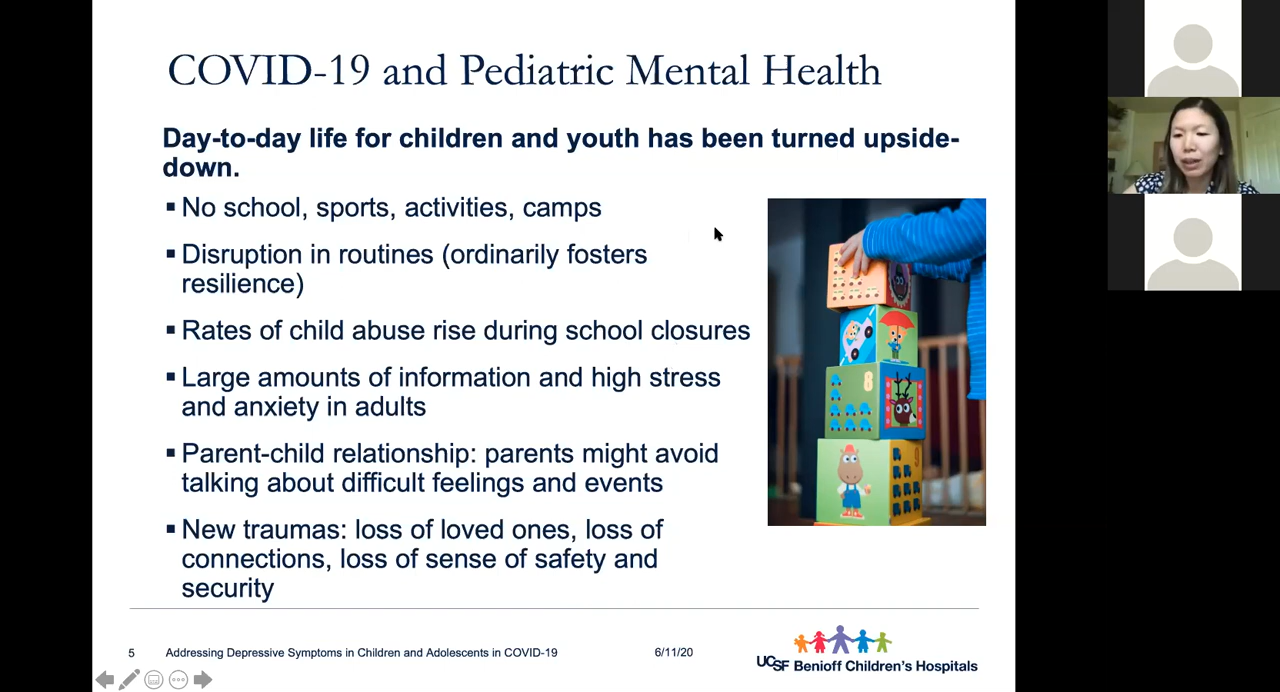 COVID-19 and Pediatric Mental Health
Day-to-day life for children and youth has been turned upside-
down.
▪ No school, sports, activities, camps
▪ Disruption in routines (ordinarily fosters
resilience)
▪ Rates of child abuse rise during school closures
▪ Large amounts of information and high stress
and anxiety in adults
▪ Parent-child relationship: parents might avoid
talking about difficult feelings and events
▪ New traumas: loss of loved ones, loss of
connections, loss of sense of safety and
security
8
9
5
Addressing Depressive Symptoms in Children and Adolescents in COVID-19
6/11/20
UCSF Benioff Children's Hospitals